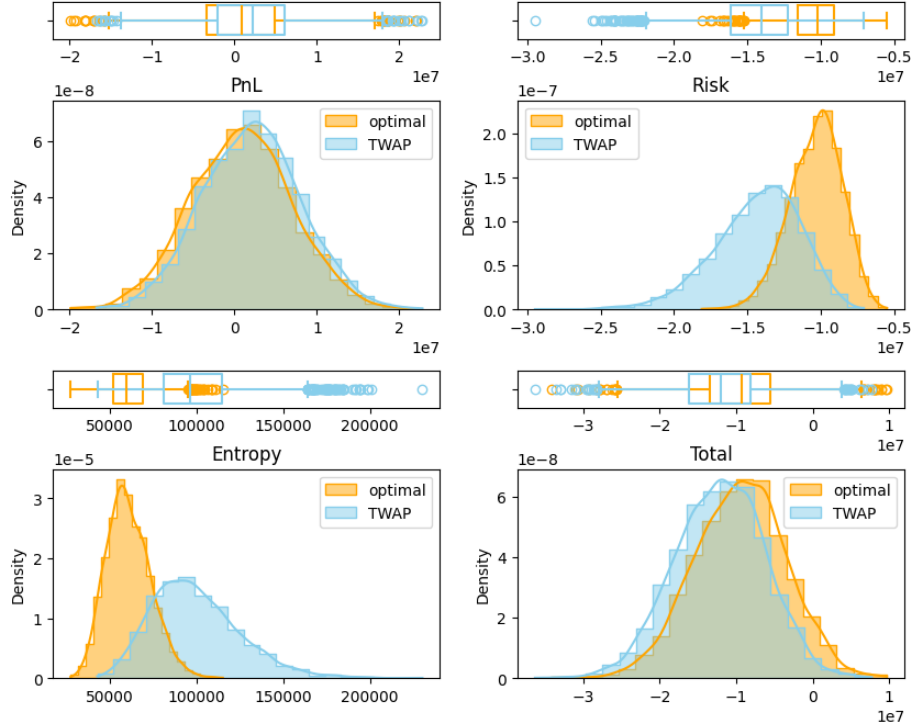 −2 −1 0 1 2
1e7
−3.0 −2.5 −2.0 −1.5 −1.0 −0.5
1e7
PnL
1e−8
optimal
TWAP
Density
6
4
2
0
−2 −1 0 1 2
1e7
Risk
1e−7
optimal
TWAP
Density
2.0
1.5
1.0
0.5
0.0
−3.0 −2.5 −2.0 −1.5 −1.0 −0.5
1e7
50000 100000 150000 200000
−3 −2 −1 0 1
1e7
Entropy
1e−5
optimal
TWAP
Density
3
2
1
0
50000 100000 150000 200000
Total
1e−8
optimal
TWAP
Density
6
4
2
0
−3 −2 −1 0 1
1e7